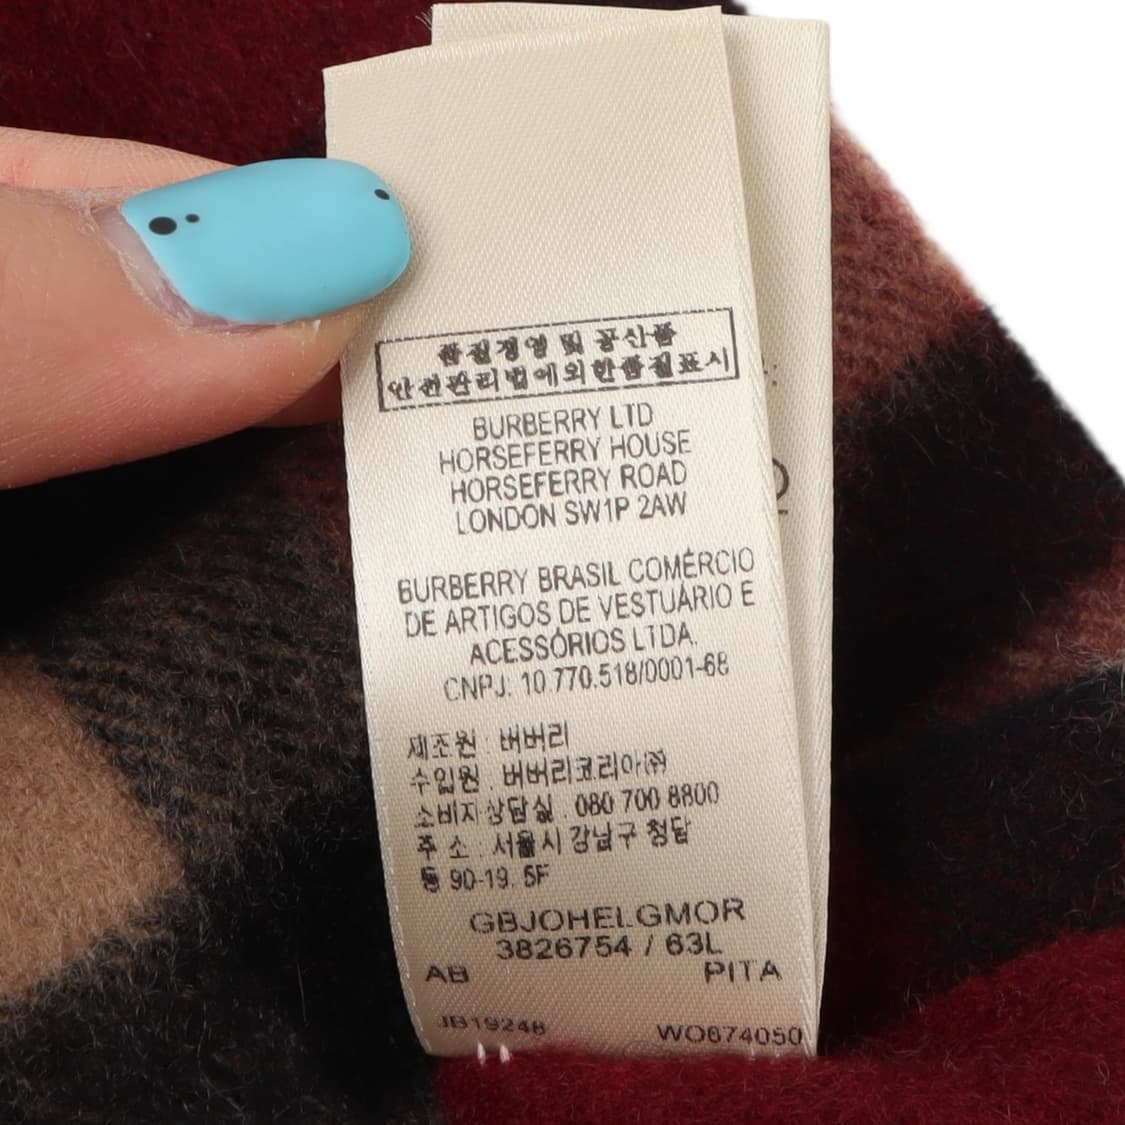 품질경영 및 공산품
안전관리법에의한품질표시
BURBERRY LTD
HORSEFERRY HOUSE
HORSEFERRY ROAD
LONDON SW1P 2AW
BURBERRY BRASIL COMÉRCIO
DE ARTIGOS DE VESTUÁRIO E
ACESSÓRIOS LTDA.
CNPJ: 10.770.518/0001-68
제조원 : 버버리
수입원 : 버버리코리아㈜
소비자상담실 : 080 700 8800
주 소 : 서울시 강남구 청담
동 90-19. 5F
GBJOHELGMOR
3826754 / 63L
AB PITA
JB19248 WO674050